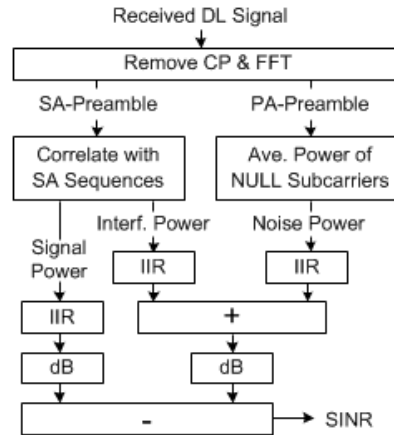 Received DL Signal
Remove CP & FFT
SA-Preamble
PA-Preamble
Correlate with
SA Sequences
Ave. Power of
NULL Subcarriers
Interf. Power
Noise Power
Signal
Power
IIR
IIR
IIR
+
dB
dB
-
SINR